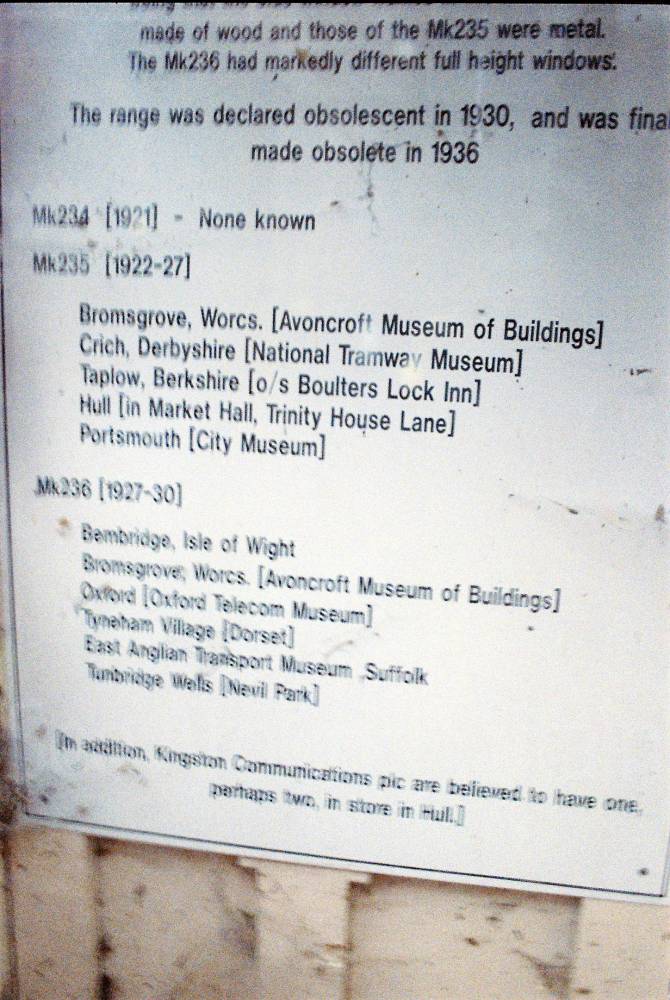 made of wood and those of the Mk235 were metal.
The Mk236 had markedly different full height windows.
The range was declared obsolescent in 1930, and was fina
made obsolete in 1936
Mk234 [1921] - None known
Mk235 [1922-27]
Bromsgrove, Worcs. [Avoncroft Museum of Buildings]
Crich, Derbyshire [National Tramway Museum]
Taplow, Berkshire [o/s Boulters Lock Inn]
Hull [in Market Hall, Trinity House Lane]
Portsmouth [City Museum]
Mk236 [1927-30]
Bembridge, Isle of Wight
Bromsgrove, Worcs. [Avoncroft Museum of Buildings]
Oxford [Oxford Telecom Museum]
Tyneham Village [Dorset]
East Anglian Transport Museum Suffolk
Tunbridge Wells [Nevil Park]
[In addition, Kingston Communications plc are believed to have one,
perhaps two, in store in Hull.]